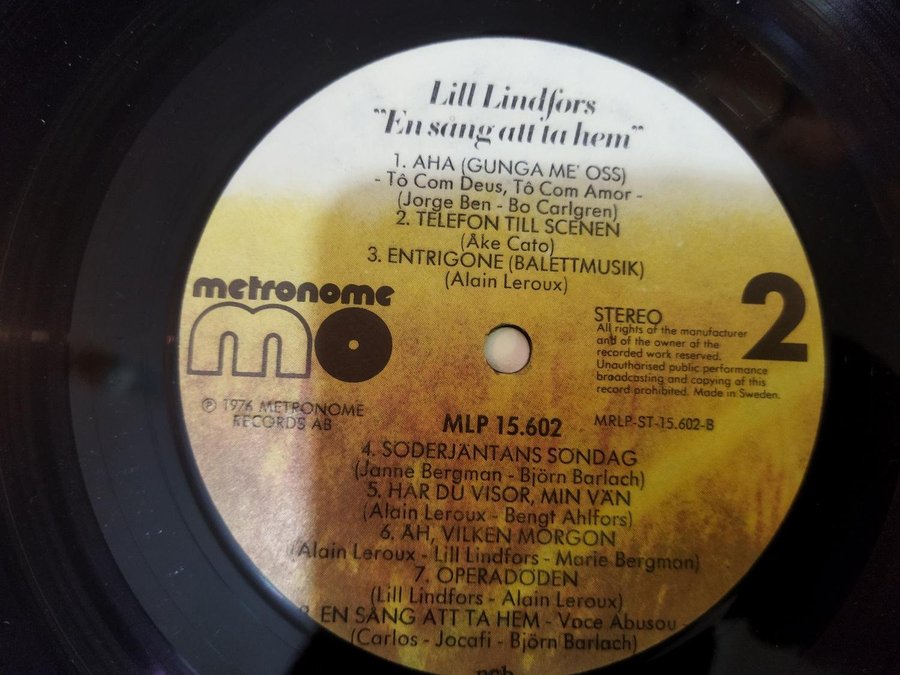 Lill Lindfors
"En sång att ta hem"
1. AHA (GUNGA ME' OSS)
- Tô Com Deus, Tô Com Amor -
(Jorge Ben - Bo Carlgren)
2. TELEFON TILL SCENEN
(Åke Cato)
3. ENTRIGONE (BALETTMUSIK)
(Alain Leroux)
metronome
mo
STEREO
All rights of the manufacturer
and of the owner of the
recorded work reserved.
Unauthorised public performance
broadcasting and copying of this
record prohibited. Made in Sweden.
2
℗ 1976 METRONOME
RECORDS AB
MLP 15.602
MRLP-ST-15.602-B
4. SÖDERJÄNTANS SÖNDAG
(Janne Bergman - Björn Barlach)
5. HAR DU VISOR, MIN VÄN
(Alain Leroux - Bengt Ahlfors)
6. ÅH, VILKEN MORGON
(Alain Leroux - Lill Lindfors - Marie Bergman)
7. OPERADÖDEN
(Lill Lindfors - Alain Leroux)
8. EN SÅNG ATT TA HEM - Voce Abusou
(Carlos - Jocafi - Björn Barlach)
ncb